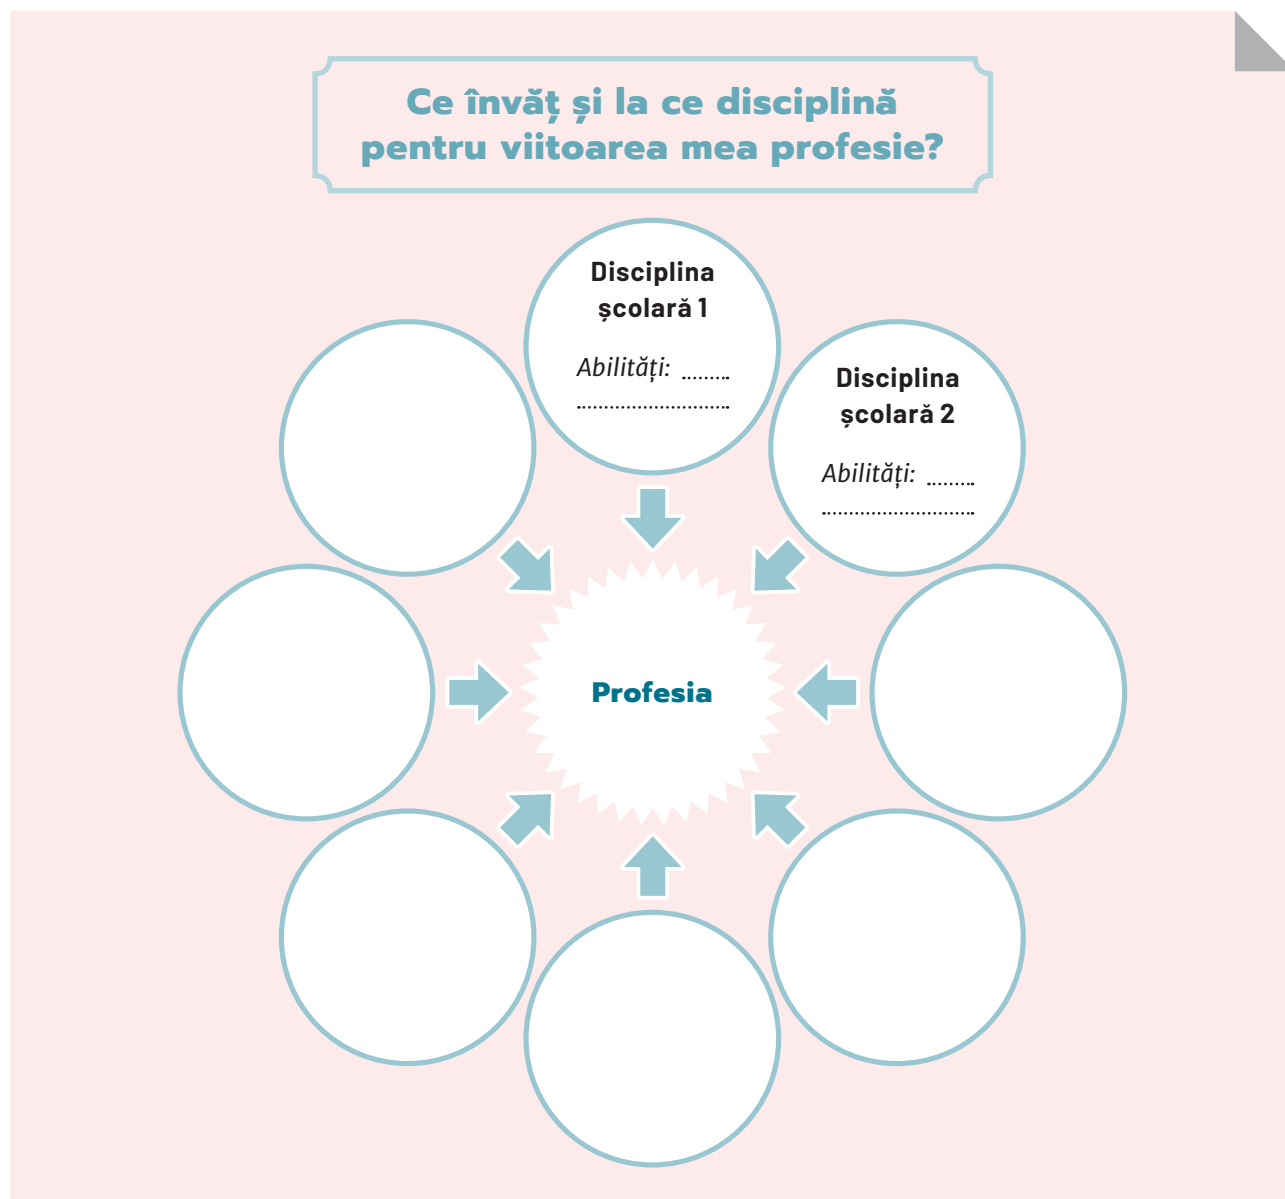 Ce învăț și la ce disciplină
pentru viitoarea mea profesie?
Disciplina
școlară 1
Abilități: .........
............................
Disciplina
școlară 2
Abilități: .........
............................
Profesia